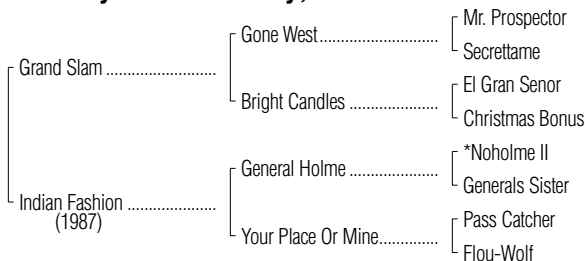 Mr. Prospector
Gone West
Secrettame
Grand Slam
El Gran Senor
Bright Candles
Christmas Bonus
*Noholme II
General Holme
Generals Sister
Indian Fashion
(1987)
Pass Catcher
Your Place Or Mine
Flou-Wolf